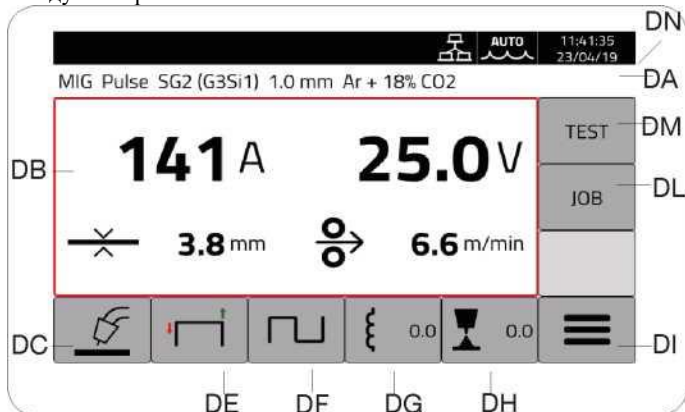 AUTO
11:41:35
23/04/19
DN
MIG Pulse SG2 (G3Si1) 1.0 mm Ar + 18% CO2
DA
141 A
25.0 V
TEST
DM
DB
JOB
DL
3.8 mm
6.6 m/min
DC
0.0
0.0
DI
DE
DF
DG
DH